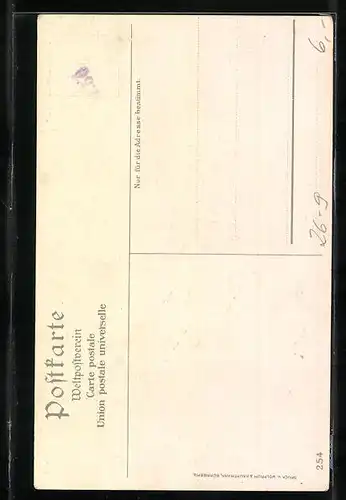 Postkarte
Weltpostverein
Carte postale
Union postale universelle
Nur für die Adresse bestimmt.
26-9
6,-
254